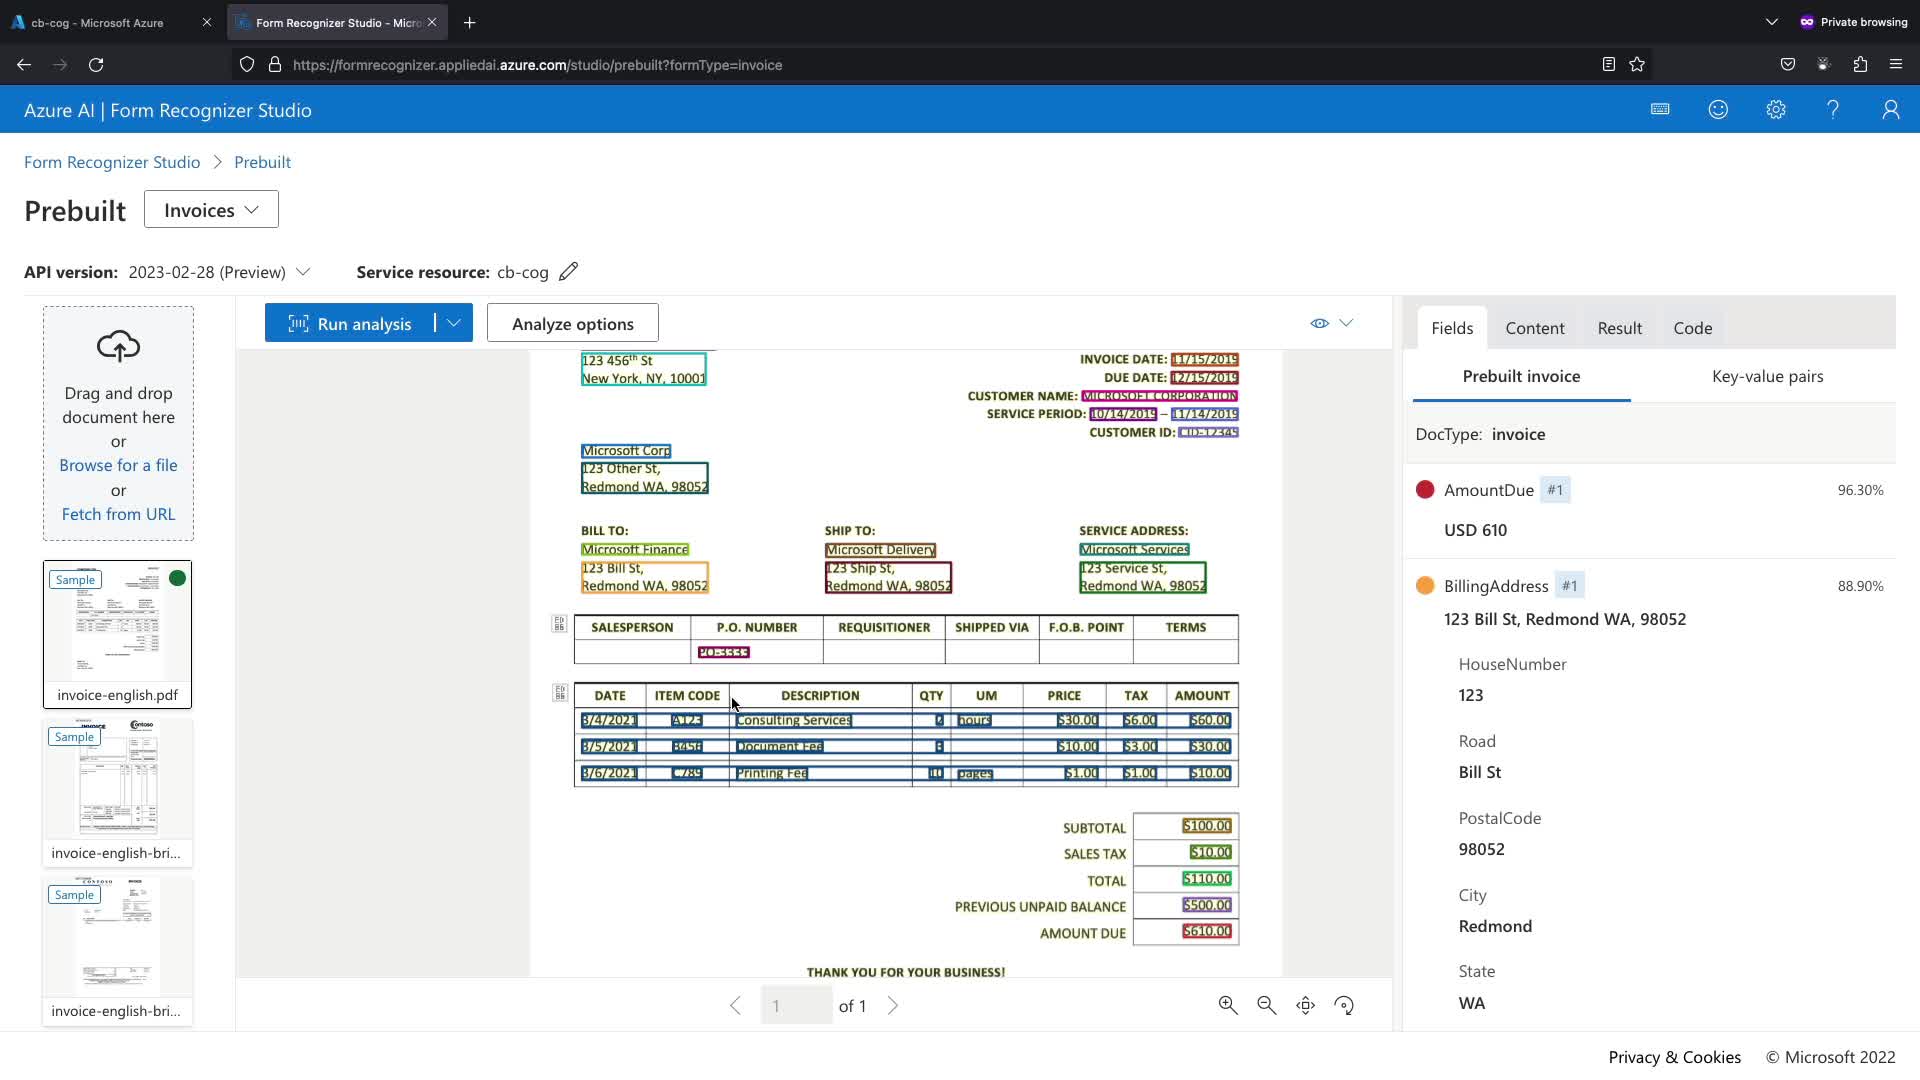 cb-cog - Microsoft Azure
Form Recognizer Studio - Micro
Private browsing
https://formrecognizer.appliedai.azure.com/studio/prebuilt?formType=invoice
Azure AI | Form Recognizer Studio
Form Recognizer Studio > Prebuilt
Prebuilt Invoices
API version: 2023-02-28 (Preview) Service resource: cb-cog
Drag and drop
document here
or
Browse for a file
or
Fetch from URL
Sample
invoice-english.pdf
Sample
Contoso
invoice-english-bri...
Sample
invoice-english-bri...
Run analysis Analyze options
123 456th St
New York, NY, 10001
INVOICE DATE: 11/15/2019
DUE DATE: 12/15/2019
CUSTOMER NAME: MICROSOFT CORPORATION
SERVICE PERIOD: 10/14/2019 – 11/14/2019
CUSTOMER ID: CID-12345
Microsoft Corp
123 Other St,
Redmond WA, 98052
BILL TO: SHIP TO: SERVICE ADDRESS:
Microsoft Finance Microsoft Delivery Microsoft Services
123 Bill St, 123 Ship St, 123 Service St,
Redmond WA, 98052 Redmond WA, 98052 Redmond WA, 98052
SALESPERSON P.O. NUMBER REQUISITIONER SHIPPED VIA F.O.B. POINT TERMS
PO-3333
DATE ITEM CODE DESCRIPTION QTY UM PRICE TAX AMOUNT
3/4/2021 A123 Consulting Services 2 hours $30.00 $6.00 $60.00
3/5/2021 B456 Document Fee 3 $10.00 $3.00 $30.00
3/6/2021 C789 Printing Fee 10 pages $1.00 $1.00 $10.00
SUBTOTAL $100.00
SALES TAX $10.00
TOTAL $110.00
PREVIOUS UNPAID BALANCE $500.00
AMOUNT DUE $610.00
THANK YOU FOR YOUR BUSINESS!
1 of 1
Fields Content Result Code
Prebuilt invoice Key-value pairs
DocType: invoice
AmountDue #1 96.30%
USD 610
BillingAddress #1 88.90%
123 Bill St, Redmond WA, 98052
HouseNumber
123
Road
Bill St
PostalCode
98052
City
Redmond
State
WA
Privacy & Cookies © Microsoft 2022